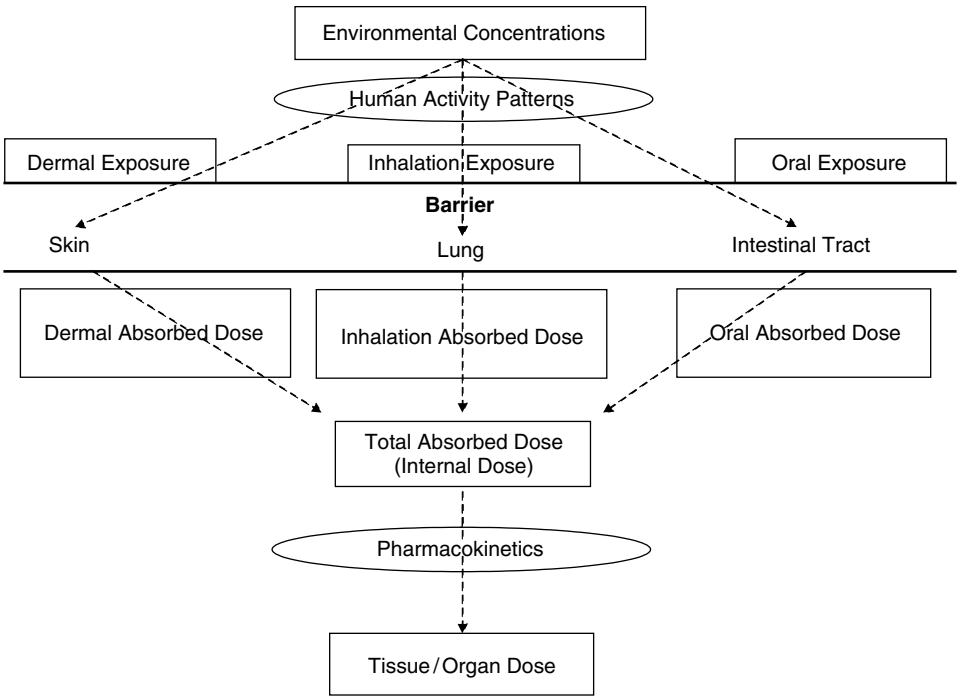 Environmental Concentrations
Human Activity Patterns
Dermal Exposure
Inhalation Exposure
Oral Exposure
Barrier
Skin
Lung
Intestinal Tract
Dermal Absorbed Dose
Inhalation Absorbed Dose
Oral Absorbed Dose
Total Absorbed Dose
(Internal Dose)
Pharmacokinetics
Tissue/Organ Dose